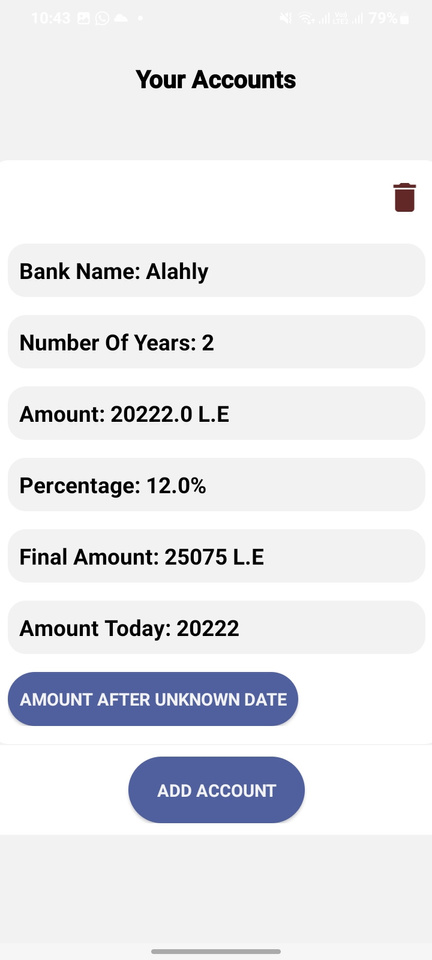 10:43
79%
Your Accounts
Bank Name: Alahly
Number Of Years: 2
Amount: 20222.0 L.E
Percentage: 12.0%
Final Amount: 25075 L.E
Amount Today: 20222
AMOUNT AFTER UNKNOWN DATE
ADD ACCOUNT